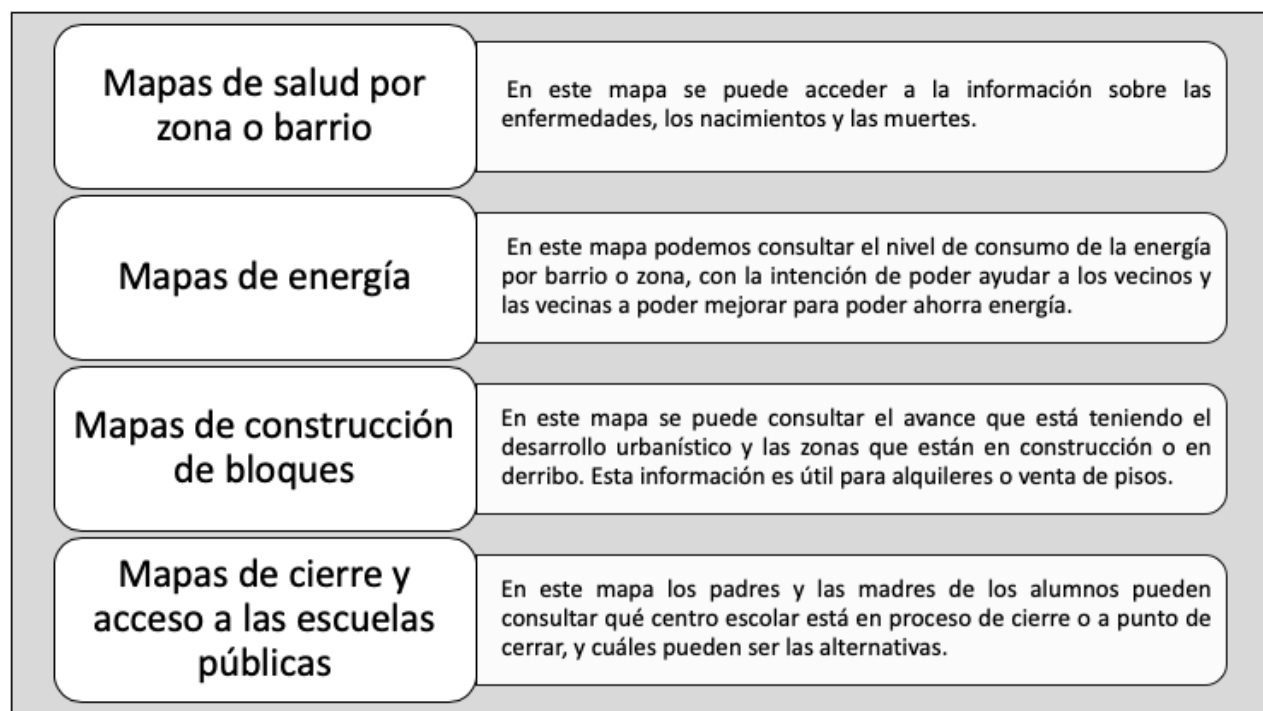 Mapas de salud por
zona o barrio
En este mapa se puede acceder a la información sobre las
enfermedades, los nacimientos y las muertes.
Mapas de energía
En este mapa podemos consultar el nivel de consumo de la energía
por barrio o zona, con la intención de poder ayudar a los vecinos y
las vecinas a poder mejorar para poder ahorra energía.
Mapas de construcción
de bloques
En este mapa se puede consultar el avance que está teniendo el
desarrollo urbanístico y las zonas que están en construcción o en
derribo. Esta información es útil para alquileres o venta de pisos.
Mapas de cierre y
acceso a las escuelas
públicas
En este mapa los padres y las madres de los alumnos pueden
consultar qué centro escolar está en proceso de cierre o a punto de
cerrar, y cuáles pueden ser las alternativas.